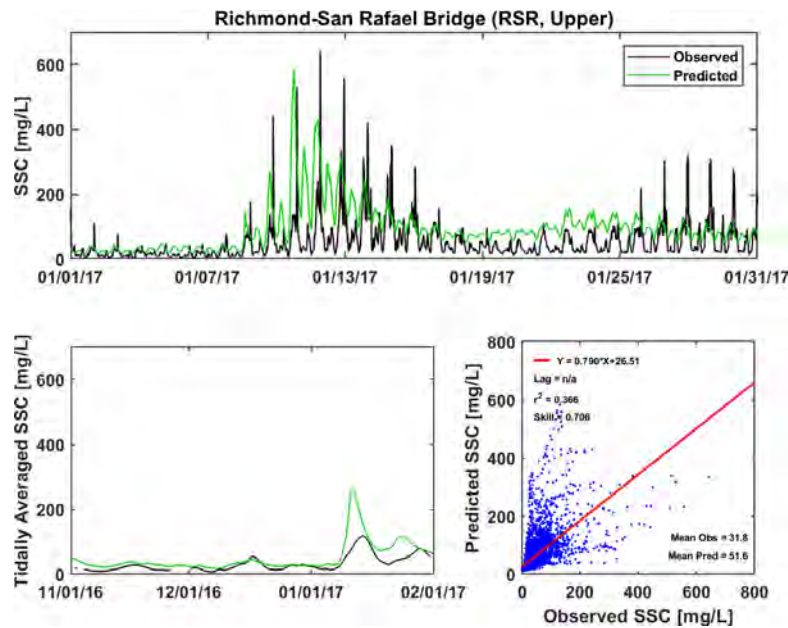 Richmond-San Rafael Bridge (RSR, Upper)
SSC [mg/L]
600
400
200
0
Observed
Predicted
01/01/17 01/07/17 01/13/17 01/19/17 01/25/17 01/31/17
Tidally Averaged SSC [mg/L]
600
400
200
0
11/01/16 12/01/16 01/01/17 02/01/17
Predicted SSC [mg/L]
800
600
400
200
0
Y = 0.790*X+26.51
Lag = n/a
r² = 0.366
Skill = 0.706
Mean Obs = 31.8
Mean Pred = 51.6
0 200 400 600 800
Observed SSC [mg/L]